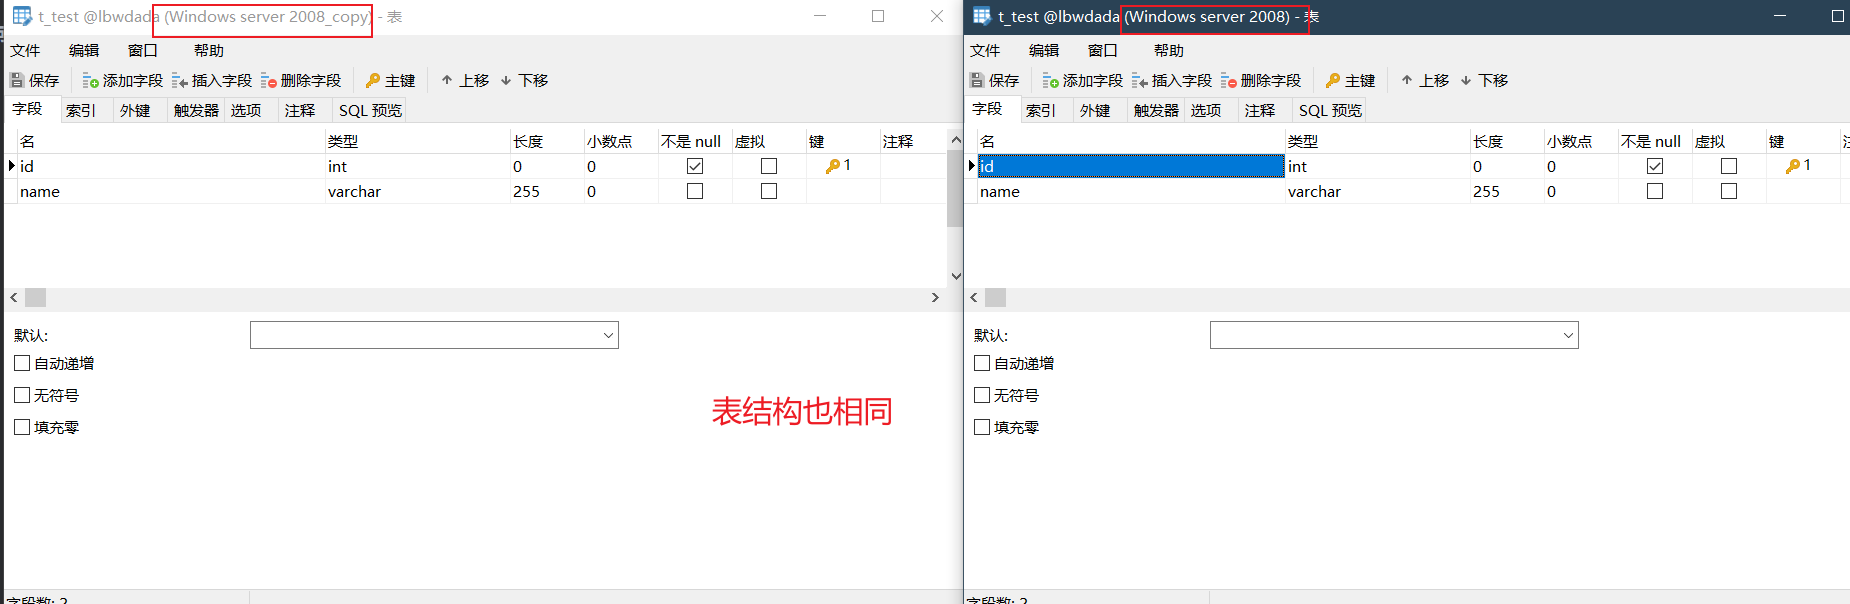 t_test @lbwdada (Windows server 2008_copy) - 表
文件 编辑 窗口 帮助
保存 添加字段 插入字段 删除字段 主键 上移 下移
字段 索引 外键 触发器 选项 注释 SQL 预览
名 类型 长度 小数点 不是 null 虚拟 键 注释
id int 0 0 1
name varchar 255 0
默认:
自动递增
无符号
填充零
表结构也相同
字段数: 2
t_test @lbwdada (Windows server 2008) - 表
文件 编辑 窗口 帮助
保存 添加字段 插入字段 删除字段 主键 上移 下移
字段 索引 外键 触发器 选项 注释 SQL 预览
名 类型 长度 小数点 不是 null 虚拟 键
id int 0 0 1
name varchar 255 0
默认:
自动递增
无符号
填充零
字段数: 2